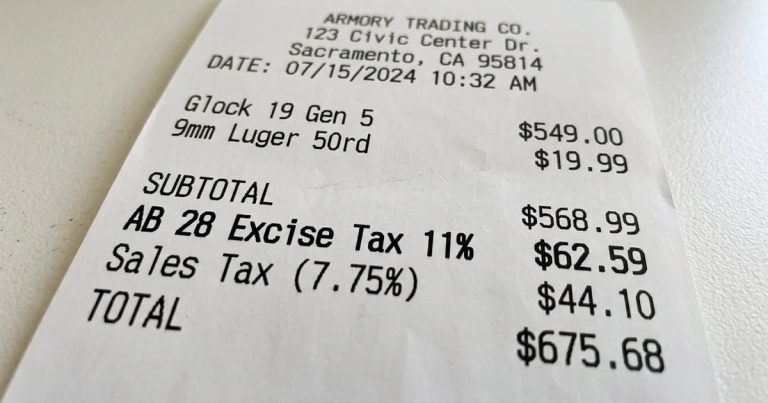 ARMORY TRADING CO.
123 Civic Center Dr.
Sacramento, CA 95814
DATE: 07/15/2024 10:32 AM
Glock 19 Gen 5 $549.00
9mm Luger 50rd $19.99
SUBTOTAL $568.99
AB 28 Excise Tax 11% $62.59
Sales Tax (7.75%) $44.10
TOTAL $675.68